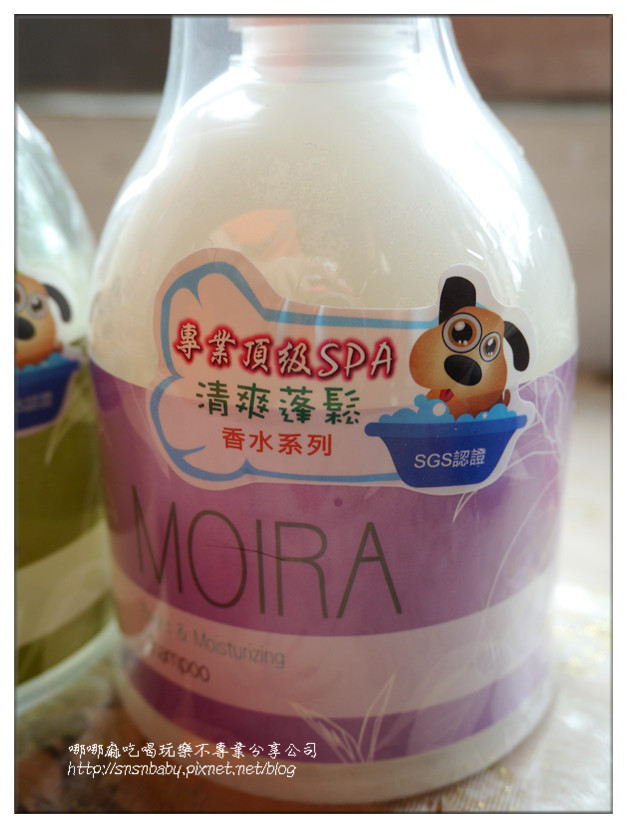 專業頂級SPA
清爽蓬鬆
香水系列
SGS認證
MOIRA
& Moisturizing
哪哪麻吃喝玩樂不專業分享公司
http://snsnbaby.pixnet.net/blog